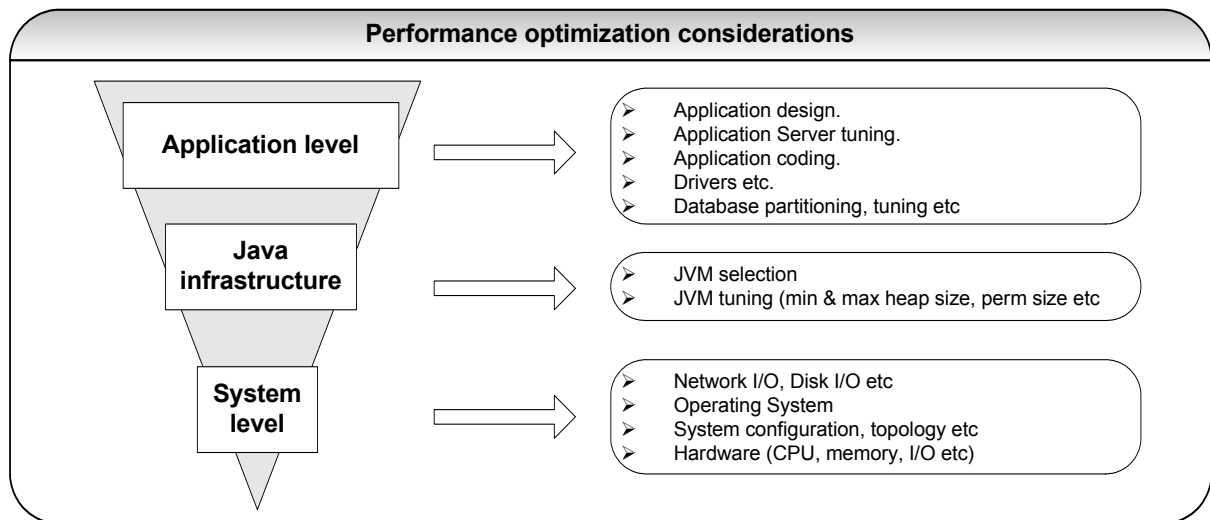 Performance optimization considerations
Application level
➢ Application design.
➢ Application Server tuning.
➢ Application coding.
➢ Drivers etc.
➢ Database partitioning, tuning etc
Java
infrastructure
➢ JVM selection
➢ JVM tuning (min & max heap size, perm size etc
System
level
➢ Network I/O, Disk I/O etc
➢ Operating System
➢ System configuration, topology etc
➢ Hardware (CPU, memory, I/O etc)